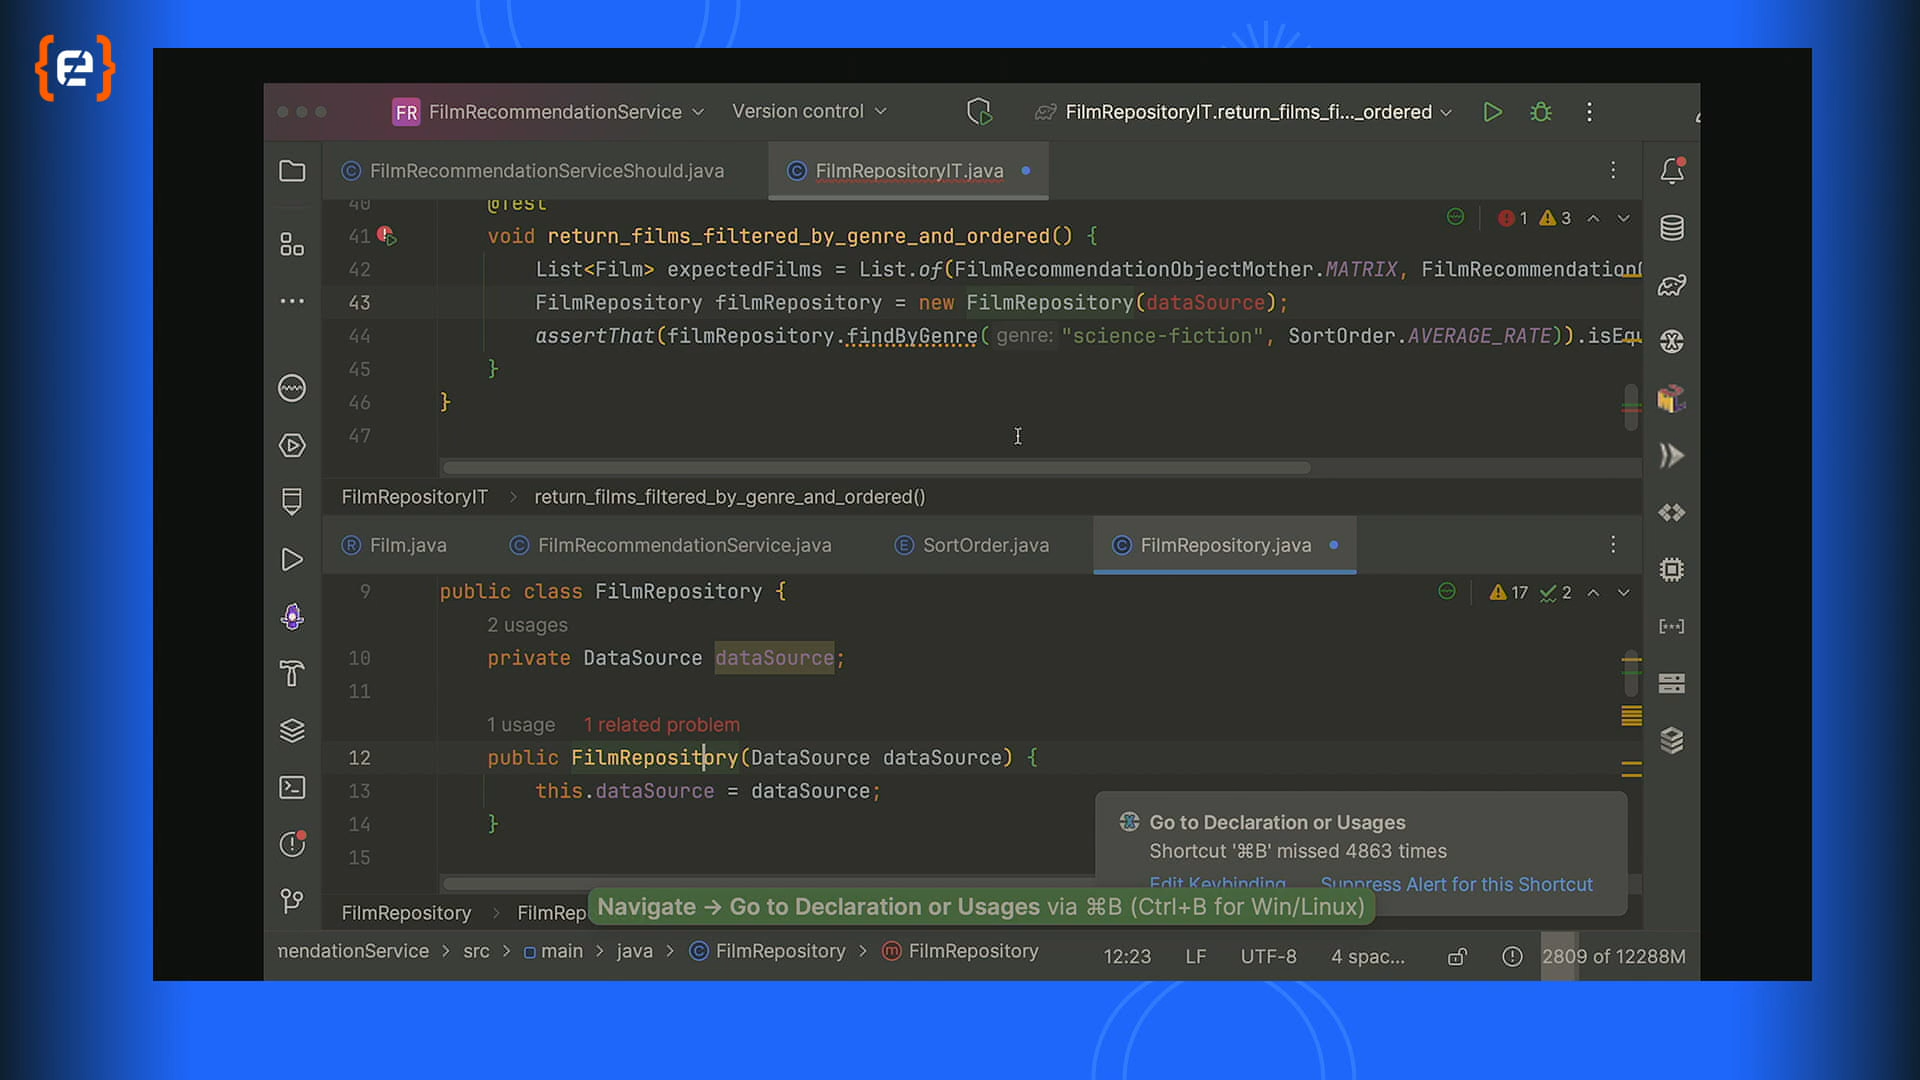 FR FilmRecommendationService Version control FilmRepositoryIT.return_films_fi..._ordered
FilmRecommendationServiceShould.java FilmRepositoryIT.java
40 @Test
1 3
41 void return_films_filtered_by_genre_and_ordered() {
42 List<Film> expectedFilms = List.of(FilmRecommendationObjectMother.MATRIX, FilmRecommendationO
43 FilmRepository filmRepository = new FilmRepository(dataSource);
44 assertThat(filmRepository.findByGenre( genre: "science-fiction", SortOrder.AVERAGE_RATE)).isEqu
45 }
46 }
47
FilmRepositoryIT > return_films_filtered_by_genre_and_ordered()
Film.java FilmRecommendationService.java SortOrder.java FilmRepository.java
9 public class FilmRepository {
17 2
2 usages
10 private DataSource dataSource;
11
1 usage 1 related problem
12 public FilmRepository(DataSource dataSource) {
13 this.dataSource = dataSource;
14 }
15
Go to Declaration or Usages
Shortcut '⌘B' missed 4863 times
Edit Keybinding Suppress Alert for this Shortcut
Navigate → Go to Declaration or Usages via ⌘B (Ctrl+B for Win/Linux)
FilmRepository > FilmRep
mendationService > src > main > java > FilmRepository > FilmRepository 12:23 LF UTF-8 4 spac... 2809 of 12288M